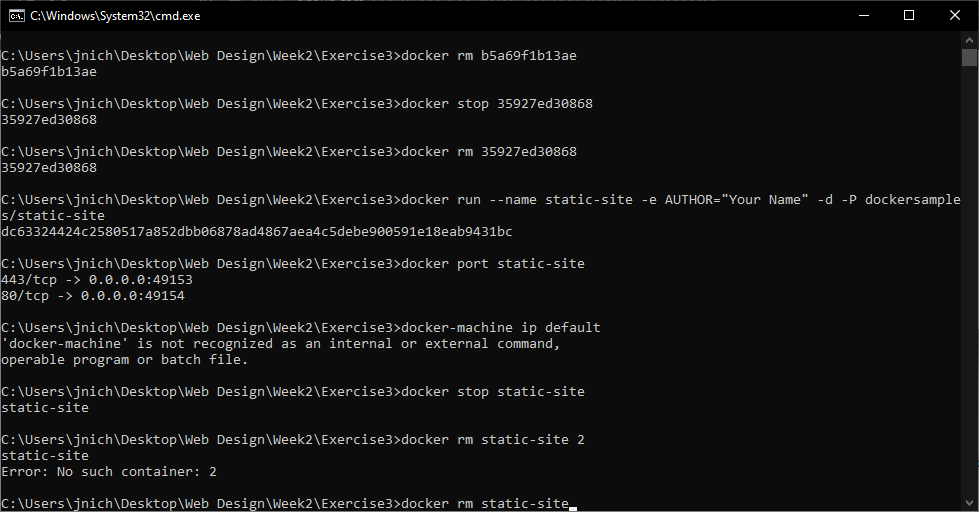 C:\Windows\System32\cmd.exe
C:\Users\jnich\Desktop\Web Design\Week2\Exercise3>docker rm b5a69f1b13ae
b5a69f1b13ae
C:\Users\jnich\Desktop\Web Design\Week2\Exercise3>docker stop 35927ed30868
35927ed30868
C:\Users\jnich\Desktop\Web Design\Week2\Exercise3>docker rm 35927ed30868
35927ed30868
C:\Users\jnich\Desktop\Web Design\Week2\Exercise3>docker run --name static-site -e AUTHOR="Your Name" -d -P dockersample
s/static-site
dc63324424c2580517a852dbb06878ad4867aea4c5debe900591e18eab9431bc
C:\Users\jnich\Desktop\Web Design\Week2\Exercise3>docker port static-site
443/tcp -> 0.0.0.0:49153
80/tcp -> 0.0.0.0:49154
C:\Users\jnich\Desktop\Web Design\Week2\Exercise3>docker-machine ip default
'docker-machine' is not recognized as an internal or external command,
operable program or batch file.
C:\Users\jnich\Desktop\Web Design\Week2\Exercise3>docker stop static-site
static-site
C:\Users\jnich\Desktop\Web Design\Week2\Exercise3>docker rm static-site 2
static-site
Error: No such container: 2
C:\Users\jnich\Desktop\Web Design\Week2\Exercise3>docker rm static-site